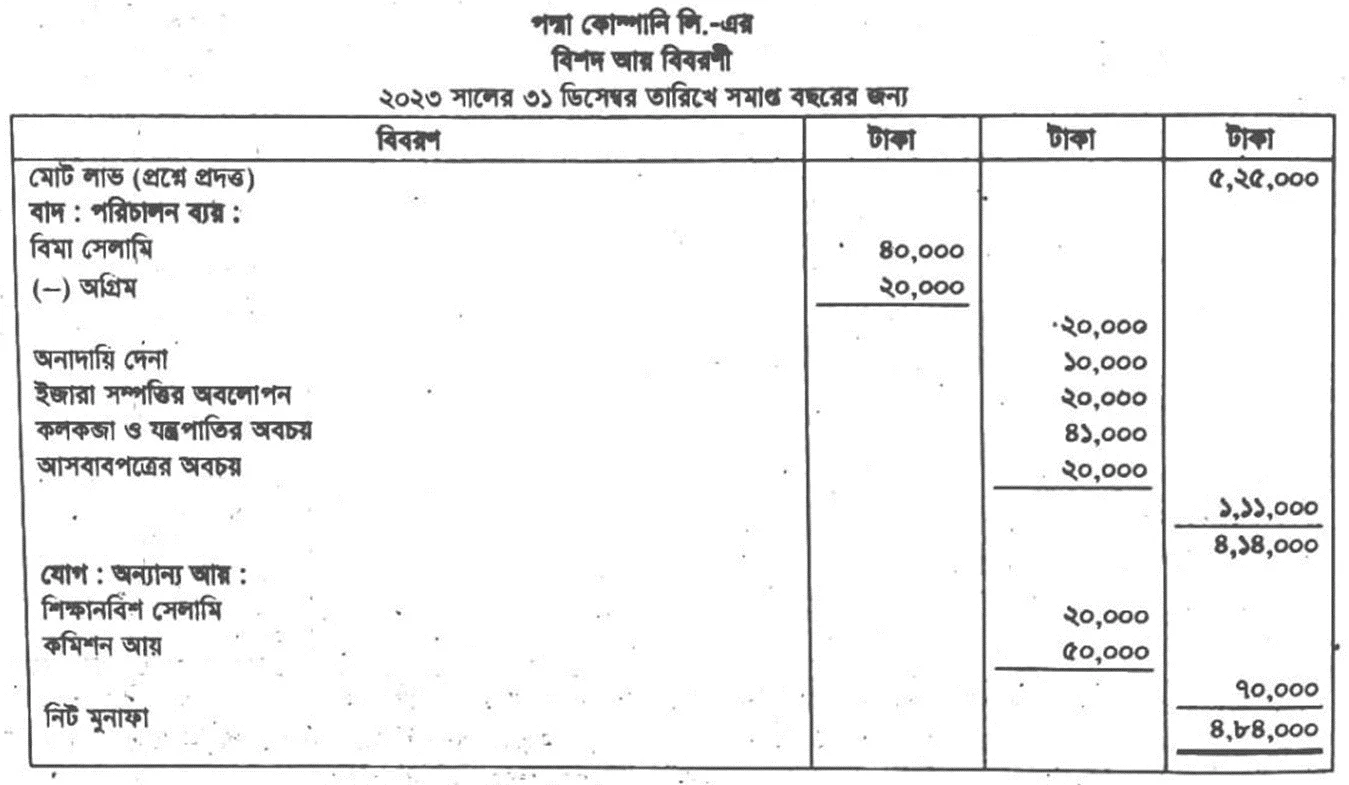 পদ্মা কোম্পানি লি.-এর
বিশদ আয় বিবরণী
২০২৩ সালের ৩১ ডিসেম্বর তারিখে সমাপ্ত বছরের জন্য
বিবরণ টাকা টাকা টাকা
মোট লাভ (প্রশ্নে প্রদত্ত) ৫,২৫,০০০
বাদ : পরিচালন ব্যয় :
বিমা সেলামি ৪০,০০০
(–) অগ্রিম ২০,০০০
২০,০০০
অনাদায়ি দেনা ১০,০০০
ইজারা সম্পত্তির অবলোপন ২০,০০০
কলকজা ও যন্ত্রপাতির অবচয় ৪১,০০০
আসবাবপত্রের অবচয় ২০,০০০
১,১১,০০০
৪,১৪,০০০
যোগ : অন্যান্য আয় :
শিক্ষানবিশ সেলামি ২০,০০০
কমিশন আয় ৫০,০০০
৭০,০০০
নিট মুনাফা ৪,৮৪,০০০